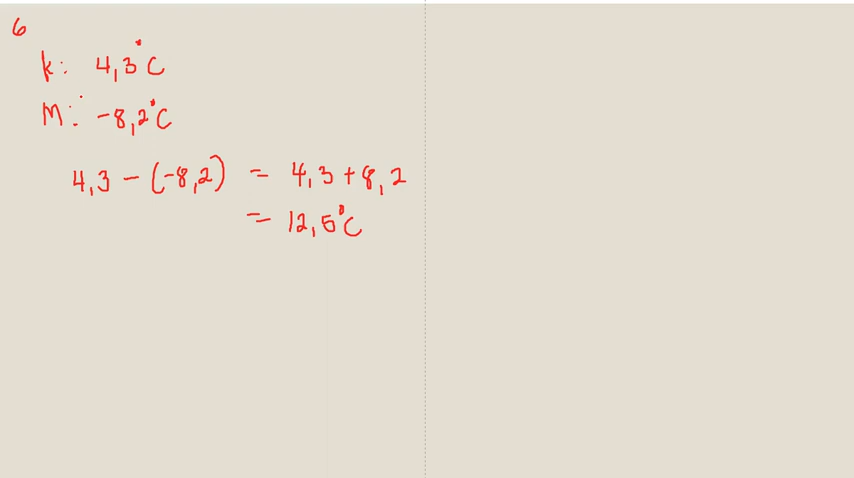 6
K: 4,3°C
M: -8,2°C
4,3 - (-8,2) = 4,3 + 8,2
= 12,5°C